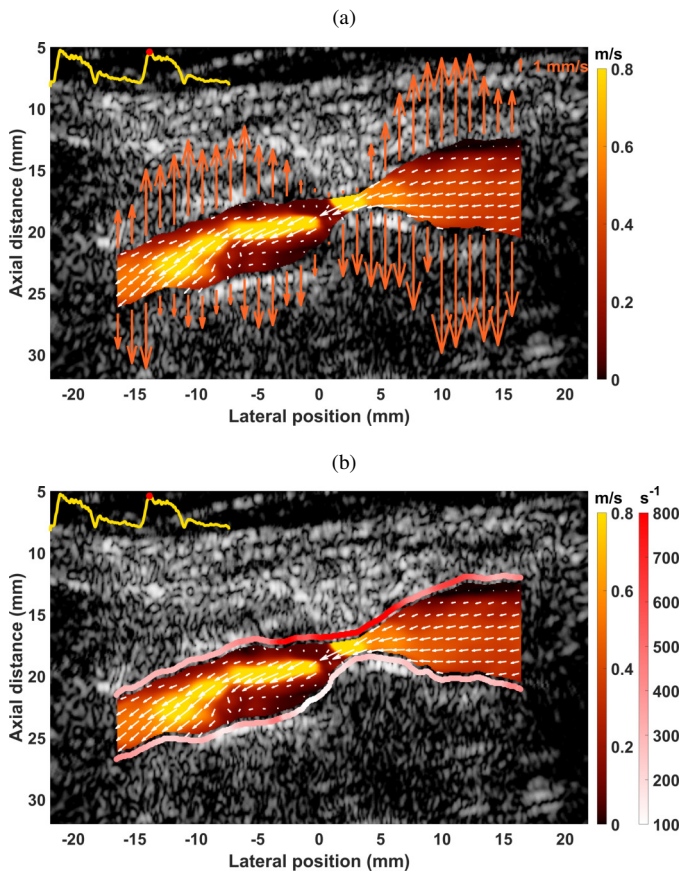 (a)
5
10
15
20
25
30
Axial distance (mm)
-20 -15 -10 -5 0 5 10 15 20
Lateral position (mm)
1 mm/s
m/s
0.8
0.6
0.4
0.2
0
(b)
5
10
15
20
25
30
Axial distance (mm)
-20 -15 -10 -5 0 5 10 15 20
Lateral position (mm)
m/s
0.8
0.6
0.4
0.2
0
s⁻¹
800
700
600
500
400
300
200
100